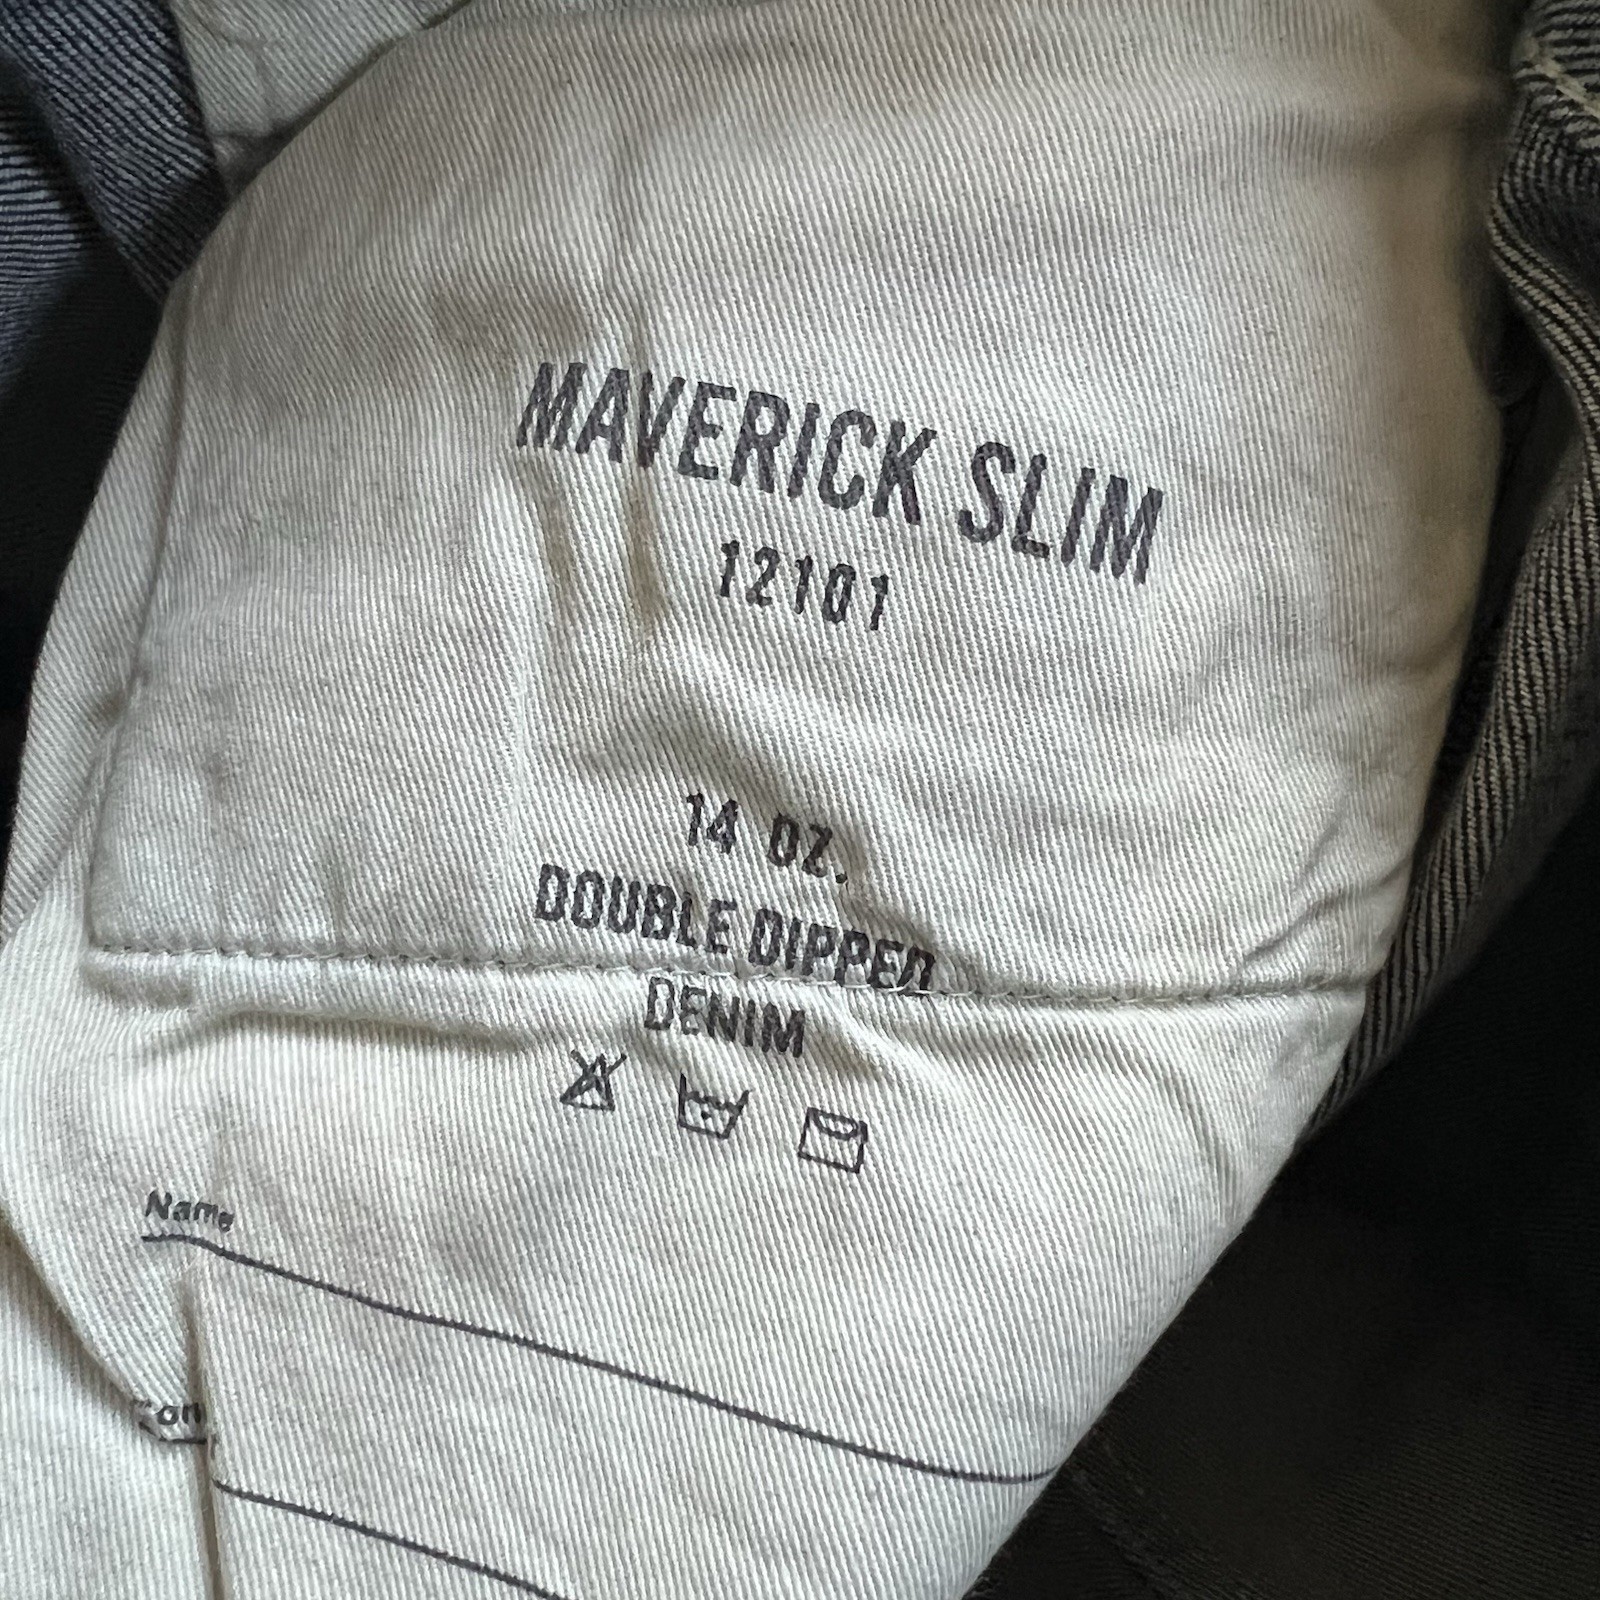 MAVERICK SLIM
12101
14 OZ.
DOUBLE DIPPED
DENIM
Name